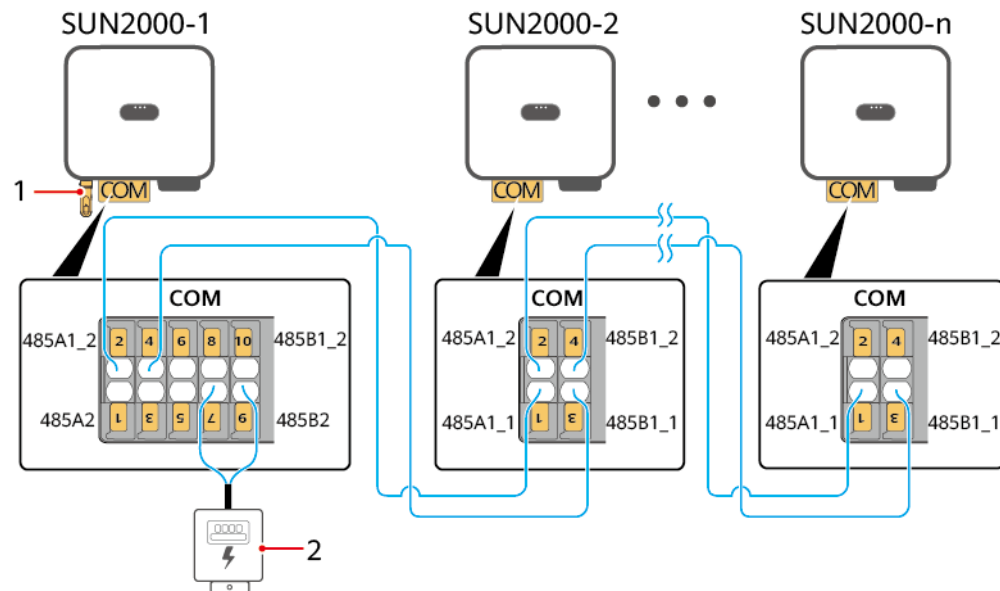 SUN2000-1
SUN2000-2
SUN2000-n
1
COM
COM
COM
COM
COM
COM
485A1_2
2
4
6
8
10
485B1_2
485A2
1
3
5
7
9
485B2
485A1_2
2
4
485B1_2
485A1_1
1
3
485B1_1
485A1_2
2
4
485B1_2
485A1_1
1
3
485B1_1
2